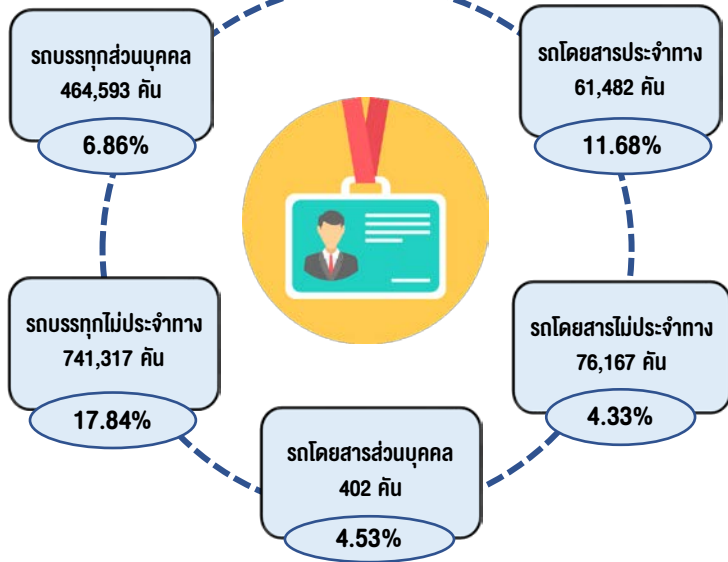 รถบรรทุกส่วนบุคคล
464,593 คัน
6.86%
รถโดยสารประจำทาง
61,482 คัน
11.68%
รถบรรทุกไม่ประจำทาง
741,317 คัน
17.84%
รถโดยสารไม่ประจำทาง
76,167 คัน
4.33%
รถโดยสารส่วนบุคคล
402 คัน
4.53%